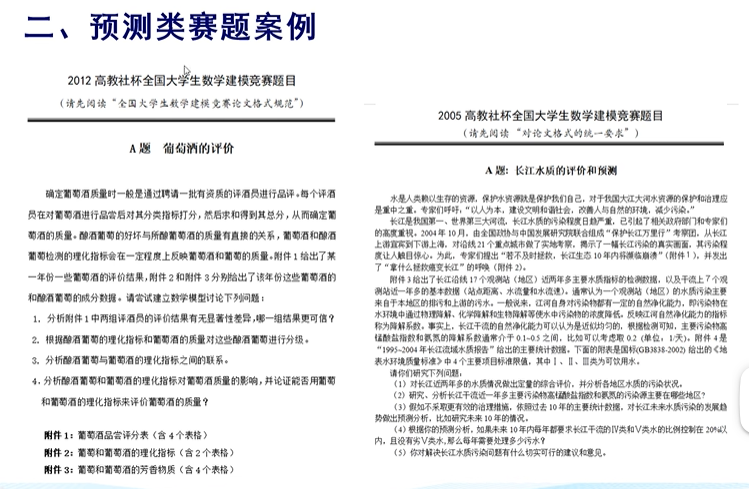 二、预测类赛题案例
2012 高教社杯全国大学生数学建模竞赛题目
(请先阅读“全国大学生数学建模竞赛论文格式规范”)
A 题 葡萄酒的评价
确定葡萄酒质量时一般是通过聘请一批有资质的评酒员进行品评。每个评酒
员在对葡萄酒进行品尝后对其分类指标打分，然后求和得到其总分，从而确定葡
萄酒的质量。酿酒葡萄的好坏与所酿葡萄酒的质量有直接的关系，葡萄酒和酿酒
葡萄检测的理化指标会在一定程度上反映葡萄酒和葡萄的质量。附件 1 给出了某
一年份一些葡萄酒的评价结果，附件 2 和附件 3 分别给出了该年份这些葡萄酒的
和酿酒葡萄的成分数据。请尝试建立数学模型讨论下列问题：
1. 分析附件 1 中两组评酒员的评价结果有无显著性差异，哪一组结果更可信？
2. 根据酿酒葡萄的理化指标和葡萄酒的质量对这些酿酒葡萄进行分级。
3. 分析酿酒葡萄与葡萄酒的理化指标之间的联系。
4．分析酿酒葡萄和葡萄酒的理化指标对葡萄酒质量的影响，并论证能否用葡萄
和葡萄酒的理化指标来评价葡萄酒的质量？
附件 1：葡萄酒品尝评分表（含 4 个表格）
附件 2：葡萄和葡萄酒的理化指标（含 2 个表格）
附件 3：葡萄和葡萄酒的芳香物质（含 4 个表格）
2005 高教社杯全国大学生数学建模竞赛题目
(请先阅读 “对论文格式的统一要求”)
A 题: 长江水质的评价和预测
水是人类赖以生存的资源，保护水资源就是保护我们自己，对于我国大江大河水资源的保护和治理应
是重中之重。专家们呼吁，“以人为本，建设文明和谐社会，改善人与自然的环境，减少污染。”
长江是我国第一、世界第三大河流，长江水质的污染程度日趋严重，已引起了相关政府部门和专家们
的高度重视。2004 年 10 月，由全国政协与中国发展研究院联合组成“保护长江万里行”考察团，从长江
上游宜宾到下游上海，对沿线 21 个重点城市做了实地考察，揭示了一幅长江污染的真实画面，其污染程
度让人触目惊心。为此，专家们提出“若不及时拯救，长江生态 10 年内将濒临崩溃”（附件 1），并发出
了“拿什么拯救癌变长江”的呼唤（附件 2）。
附件 3 给出了长江沿线 17 个观测站（地区）近两年多主要水质指标的检测数据，以及干流上 7 个观
测站近一年多的基本数据（站点距离、水流量和水流速）。通常认为一个观测站（地区）的水质污染主要
来自于本地区的排污和上游的污水。一般说来，江河自身对污染物都有一定的自然净化能力，即污染物在
水环境中通过物理降解、化学降解和生物降解等使水中污染物的浓度降低。反映江河自然净化能力的指标
称为降解系数。事实上，长江干流的自然净化能力可以认为是近似均匀的，根据检测可知，主要污染物高
锰酸盐指数和氨氮的降解系数通常介于 0.1~0.5 之间，比如可以考虑取 0.2 (单位：1/天)。附件 4 是
“1995~2004 年长江流域水质报告”给出的主要统计数据。下面的附表是国标(GB3838-2002) 给出的《地
表水环境质量标准》中 4 个主要项目标准限值，其中Ⅰ、Ⅱ、Ⅲ类为可饮用水。
请你们研究下列问题：
（1）对长江近两年多的水质情况做出定量的综合评价，并分析各地区水质的污染状况。
（2）研究、分析长江干流近一年多主要污染物高锰酸盐指数和氨氮的污染源主要在哪些地区？
（3）假如不采取更有效的治理措施，依照过去 10 年的主要统计数据，对长江未来水质污染的发展趋
势做出预测分析，比如研究未来 10 年的情况。
（4）根据你的预测分析，如果未来 10 年内每年都要求长江干流的Ⅳ类和Ⅴ类水的比例控制在 20%以
内，且没有劣Ⅴ类水，那么每年需要处理多少污水？
（5）你对解决长江水质污染问题有什么切实可行的建议和意见。